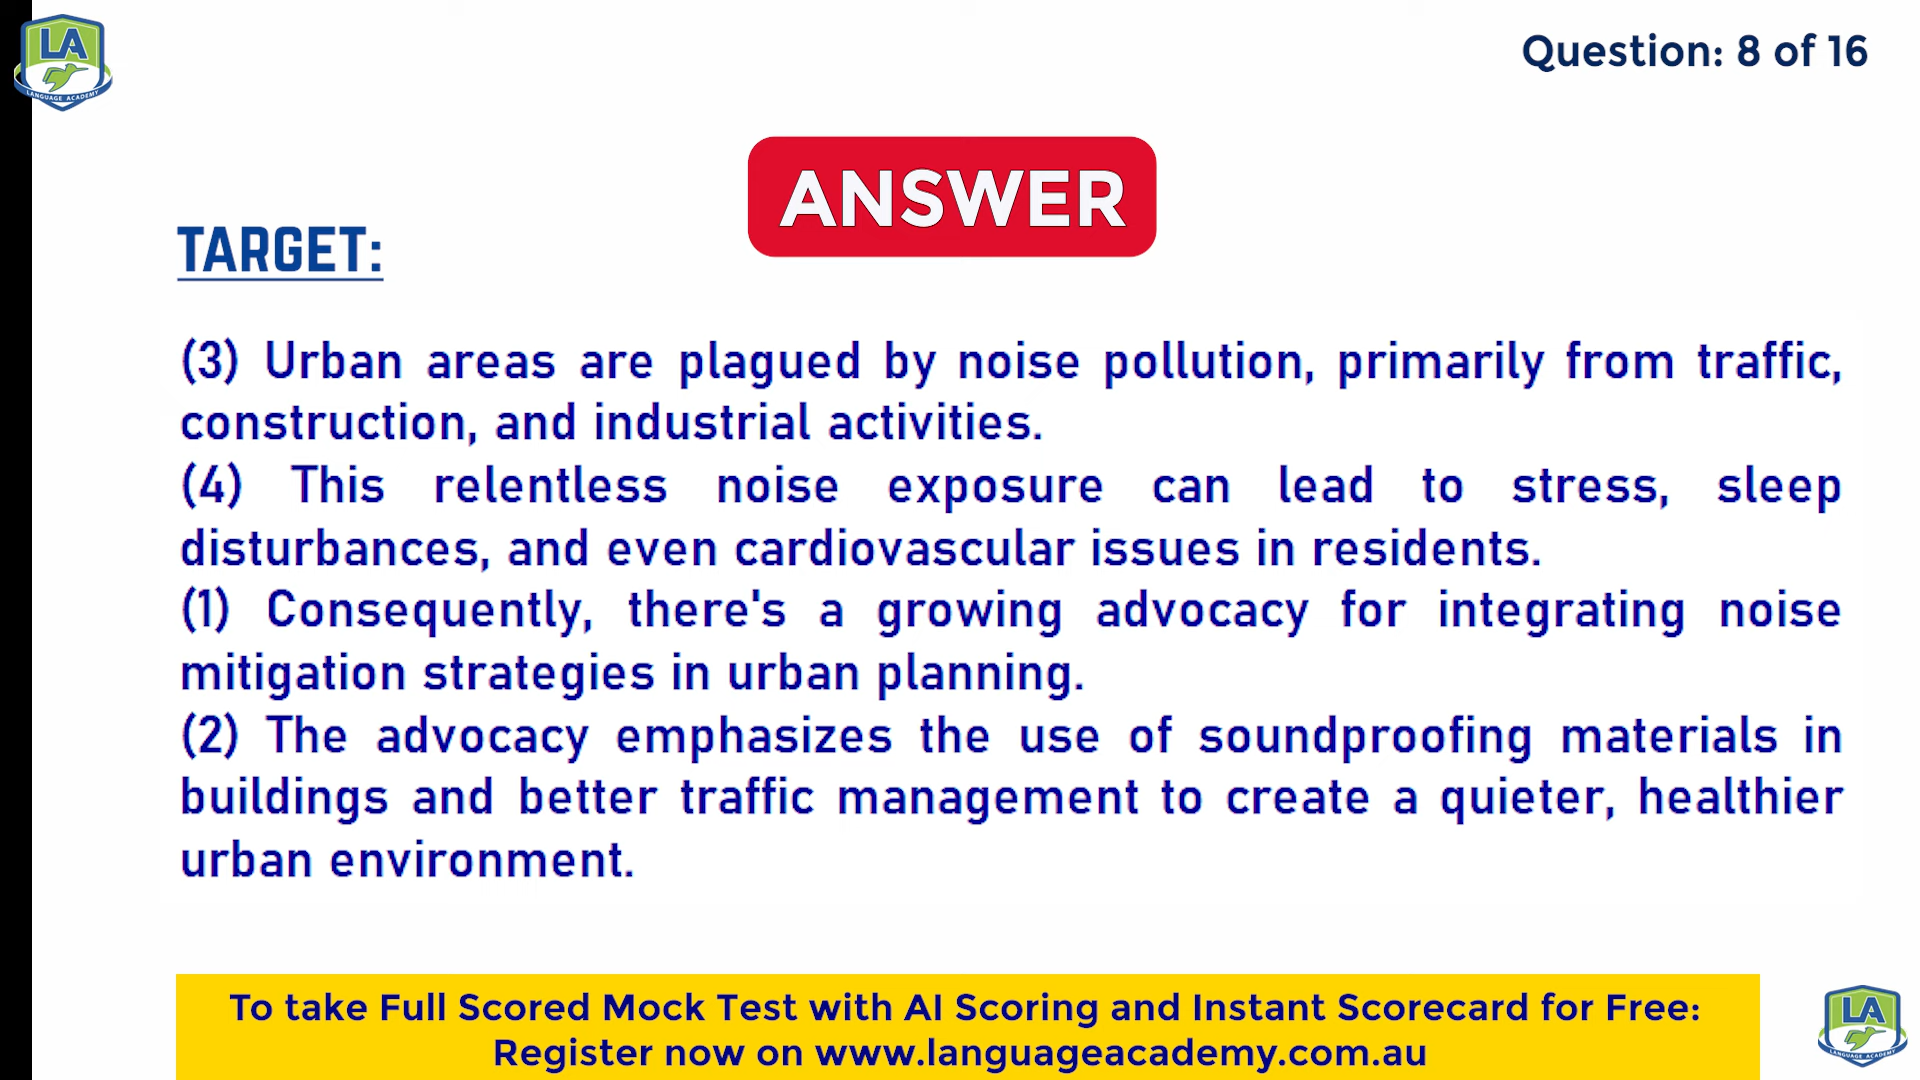 LA
LANGUAGE ACADEMY
Question: 8 of 16
ANSWER
TARGET:
(3) Urban areas are plagued by noise pollution, primarily from traffic,
construction, and industrial activities.
(4) This relentless noise exposure can lead to stress, sleep
disturbances, and even cardiovascular issues in residents.
(1) Consequently, there's a growing advocacy for integrating noise
mitigation strategies in urban planning.
(2) The advocacy emphasizes the use of soundproofing materials in
buildings and better traffic management to create a quieter, healthier
urban environment.
To take Full Scored Mock Test with AI Scoring and Instant Scorecard for Free:
Register now on www.languageacademy.com.au
LA
LANGUAGE ACADEMY